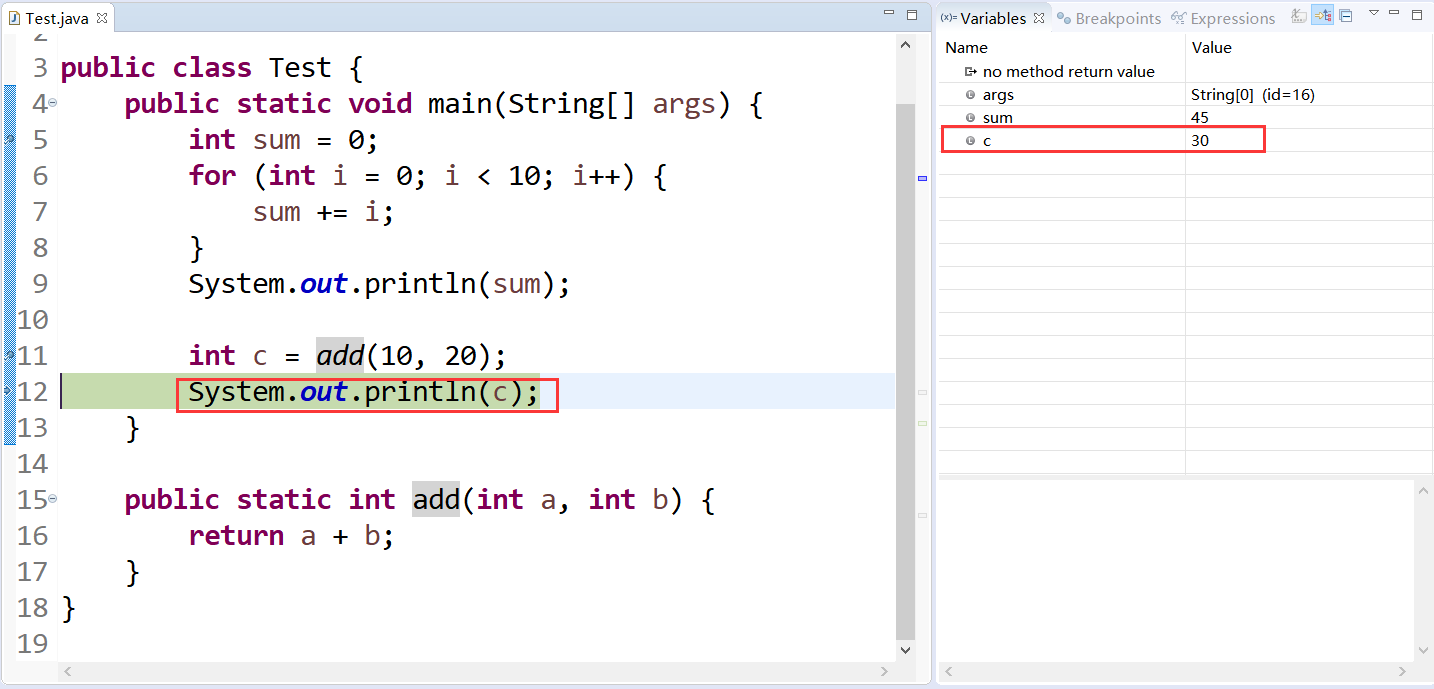 Test.java
2
3 public class Test {
4 public static void main(String[] args) {
5 int sum = 0;
6 for (int i = 0; i < 10; i++) {
7 sum += i;
8 }
9 System.out.println(sum);
10
11 int c = add(10, 20);
12 System.out.println(c);
13 }
14
15 public static int add(int a, int b) {
16 return a + b;
17 }
18 }
19
(x)= Variables Breakpoints Expressions
Name Value
no method return value
args String[0] (id=16)
sum 45
c 30